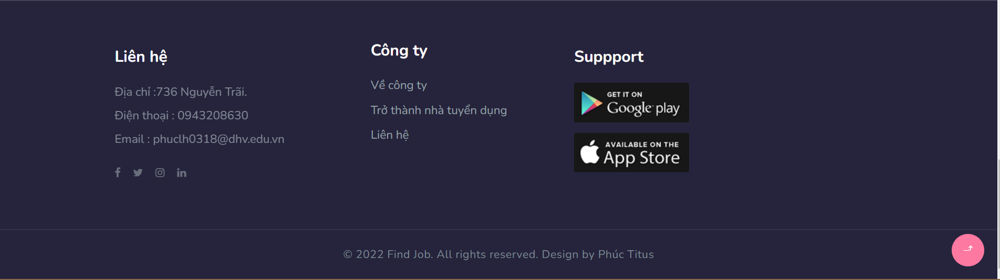 Liên hệ
Địa chỉ :736 Nguyễn Trãi.
Điện thoại : 0943208630
Email : phuclh0318@dhv.edu.vn
Công ty
Về công ty
Trở thành nhà tuyển dụng
Liên hệ
Suppport
GET IT ON
Google play
AVAILABLE ON THE
App Store
© 2022 Find Job. All rights reserved. Design by Phúc Titus